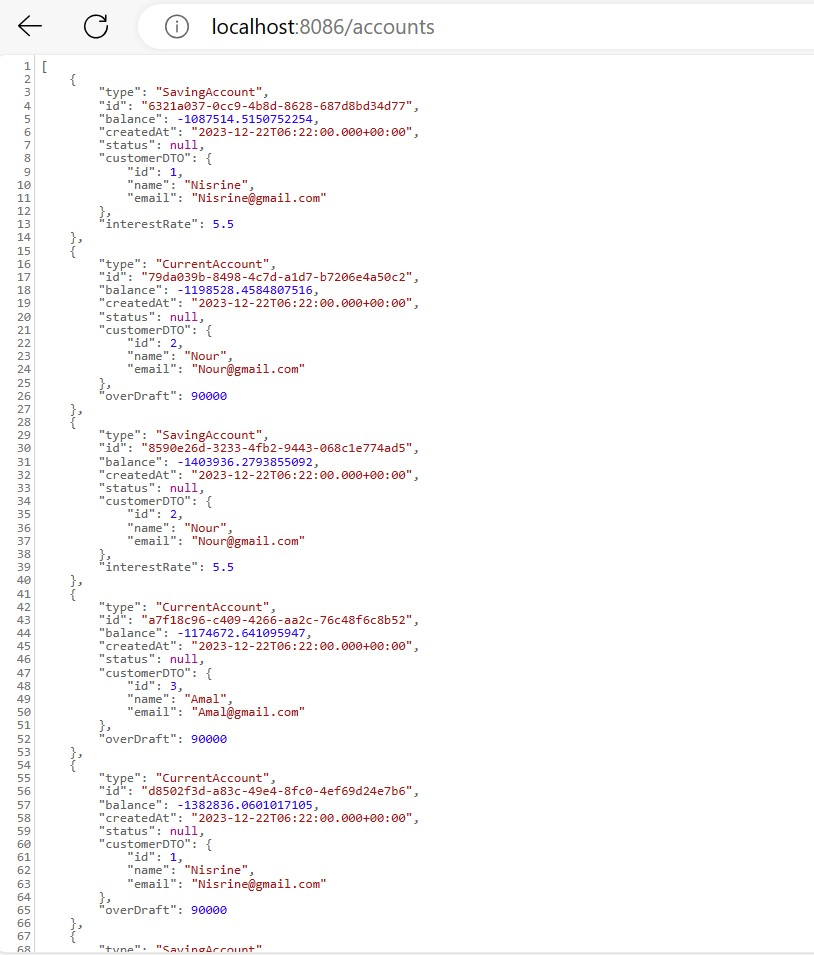 localhost:8086/accounts
1 [
2 {
3 "type": "SavingAccount",
4 "id": "6321a037-0cc9-4b8d-8628-687d8bd34d77",
5 "balance": -1087514.5150752254,
6 "createdAt": "2023-12-22T06:22:00.000+00:00",
7 "status": null,
8 "customerDTO": {
9 "id": 1,
10 "name": "Nisrine",
11 "email": "Nisrine@gmail.com"
12 },
13 "interestRate": 5.5
14 },
15 {
16 "type": "CurrentAccount",
17 "id": "79da039b-8498-4c7d-a1d7-b7206e4a50c2",
18 "balance": -1198528.4584807516,
19 "createdAt": "2023-12-22T06:22:00.000+00:00",
20 "status": null,
21 "customerDTO": {
22 "id": 2,
23 "name": "Nour",
24 "email": "Nour@gmail.com"
25 },
26 "overDraft": 90000
27 },
28 {
29 "type": "SavingAccount",
30 "id": "8590e26d-3233-4fb2-9443-068c1e774ad5",
31 "balance": -1403936.2793855092,
32 "createdAt": "2023-12-22T06:22:00.000+00:00",
33 "status": null,
34 "customerDTO": {
35 "id": 2,
36 "name": "Nour",
37 "email": "Nour@gmail.com"
38 },
39 "interestRate": 5.5
40 },
41 {
42 "type": "CurrentAccount",
43 "id": "a7f18c96-c409-4266-aa2c-76c48f6c8b52",
44 "balance": -1174672.641095947,
45 "createdAt": "2023-12-22T06:22:00.000+00:00",
46 "status": null,
47 "customerDTO": {
48 "id": 3,
49 "name": "Amal",
50 "email": "Amal@gmail.com"
51 },
52 "overDraft": 90000
53 },
54 {
55 "type": "CurrentAccount",
56 "id": "d8502f3d-a83c-49e4-8fc0-4ef69d24e7b6",
57 "balance": -1382836.0601017105,
58 "createdAt": "2023-12-22T06:22:00.000+00:00",
59 "status": null,
60 "customerDTO": {
61 "id": 1,
62 "name": "Nisrine",
63 "email": "Nisrine@gmail.com"
64 },
65 "overDraft": 90000
66 },
67 {
68 "type": "SavingAccount"